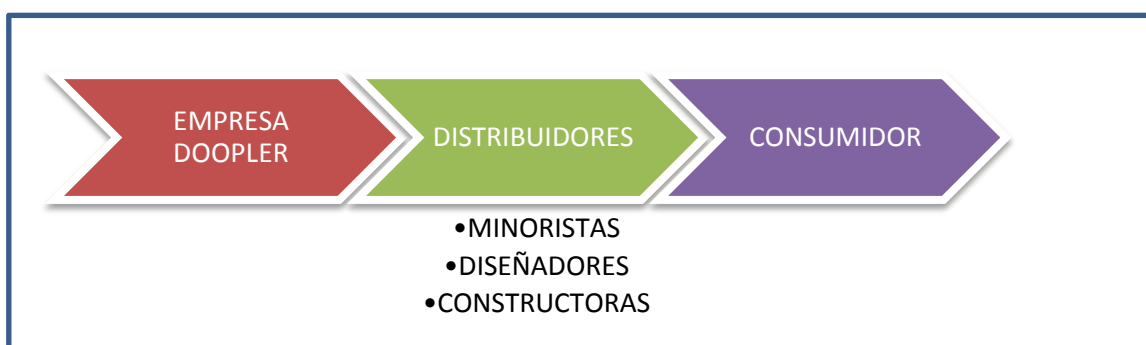 EMPRESA
DOOPLER
DISTRIBUIDORES
CONSUMIDOR
•MINORISTAS
•DISEÑADORES
•CONSTRUCTORAS